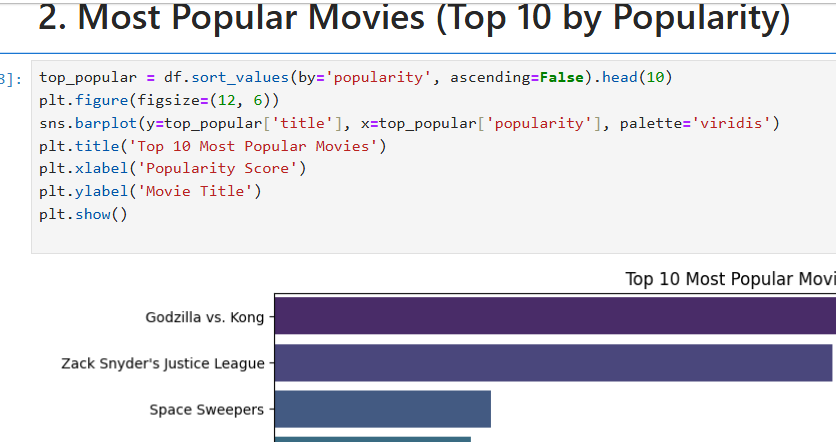 2. Most Popular Movies (Top 10 by Popularity)
3]:
top_popular = df.sort_values(by='popularity', ascending=False).head(10)
plt.figure(figsize=(12, 6))
sns.barplot(y=top_popular['title'], x=top_popular['popularity'], palette='viridis')
plt.title('Top 10 Most Popular Movies')
plt.xlabel('Popularity Score')
plt.ylabel('Movie Title')
plt.show()
Top 10 Most Popular Movi
Godzilla vs. Kong
Zack Snyder's Justice League
Space Sweepers